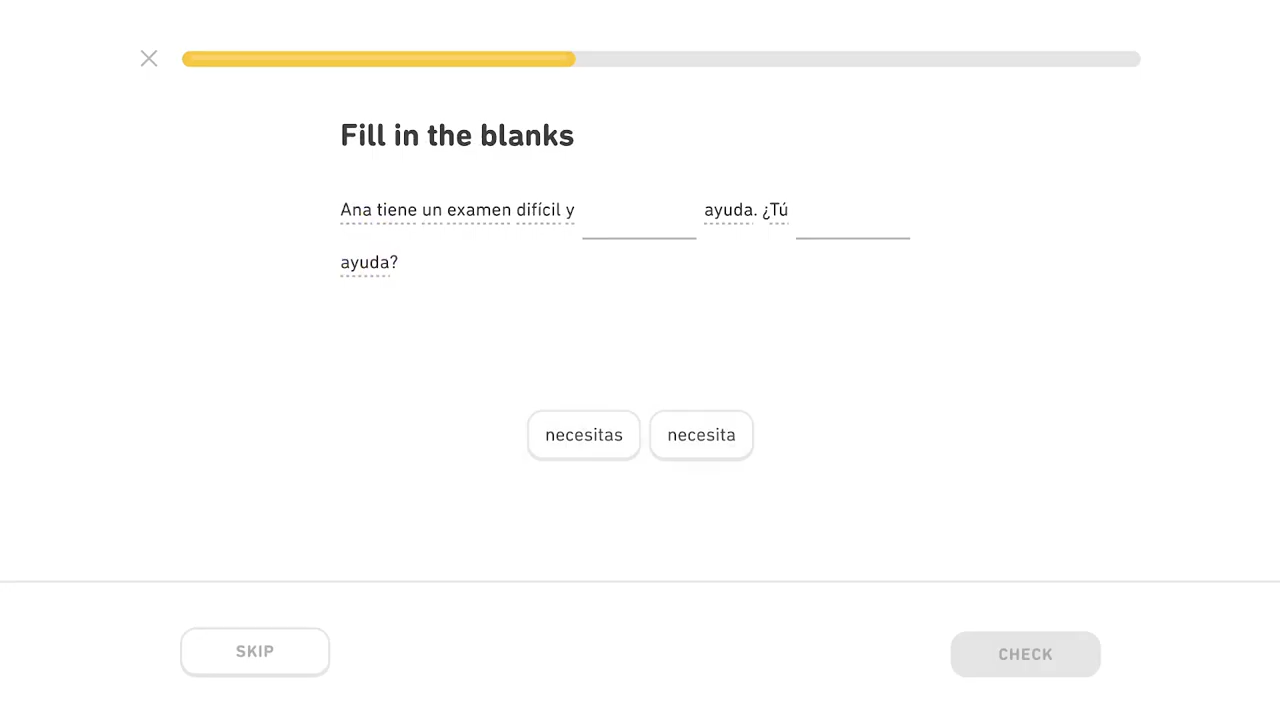 Fill in the blanks
Ana tiene un examen difícil y ayuda. ¿Tú
ayuda?
necesitas necesita
SKIP CHECK